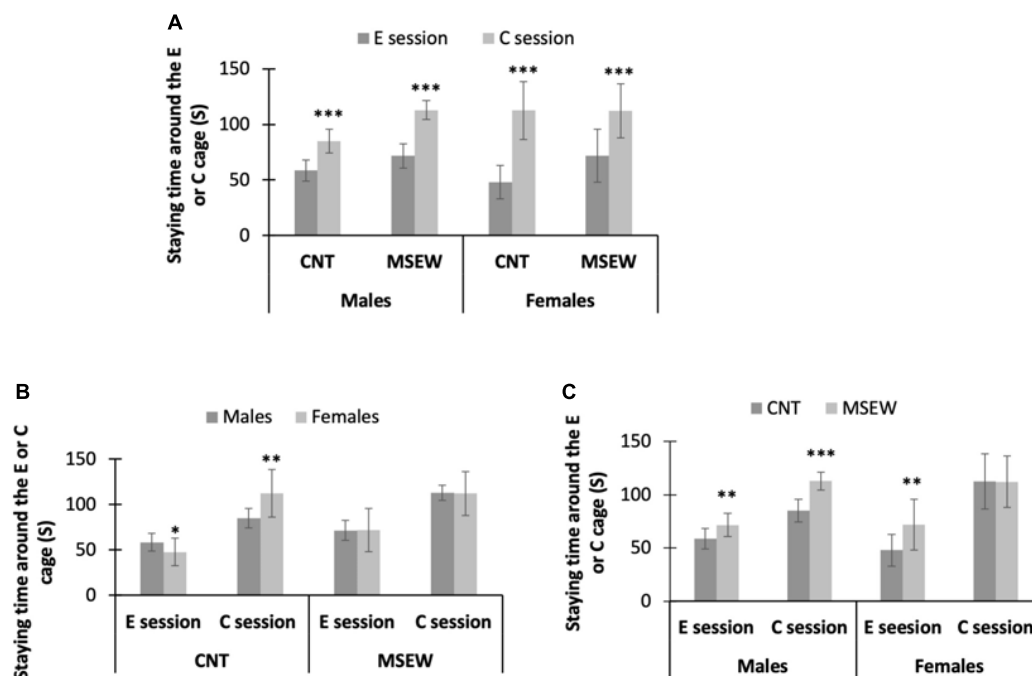 A
E session C session
Staying time around the E
or C cage (S)
150
100
50
0
***
***
***
***
CNT MSEW CNT MSEW
Males Females
B
Males Females
Staying time around the E or C
cage (S)
150
100
50
0
*
**
E session C session E session C session
CNT MSEW
C
CNT MSEW
Staying time around the E
or C cage (S)
150
100
50
0
**
***
**
E session C session E seesion C session
Males Females